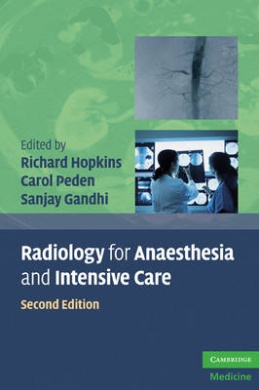 Edited by
Richard Hopkins
Carol Peden
Sanjay Gandhi
Radiology for Anaesthesia
and Intensive Care
Second Edition
CAMBRIDGE
Medicine